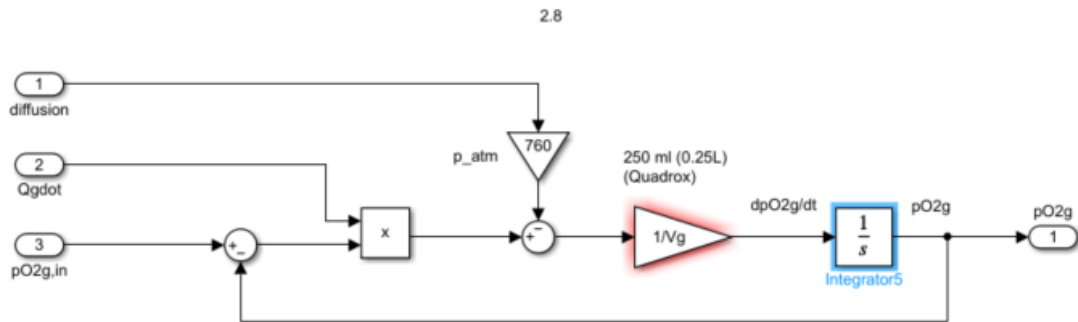 2.8
1
diffusion
760
p_atm
250 ml (0.25L)
(Quadrox)
2
Qgdot
x
1/Vg
dpO2g/dt
1
s
pO2g
Integrator5
pO2g
1
3
pO2g,in
+
−
+
−